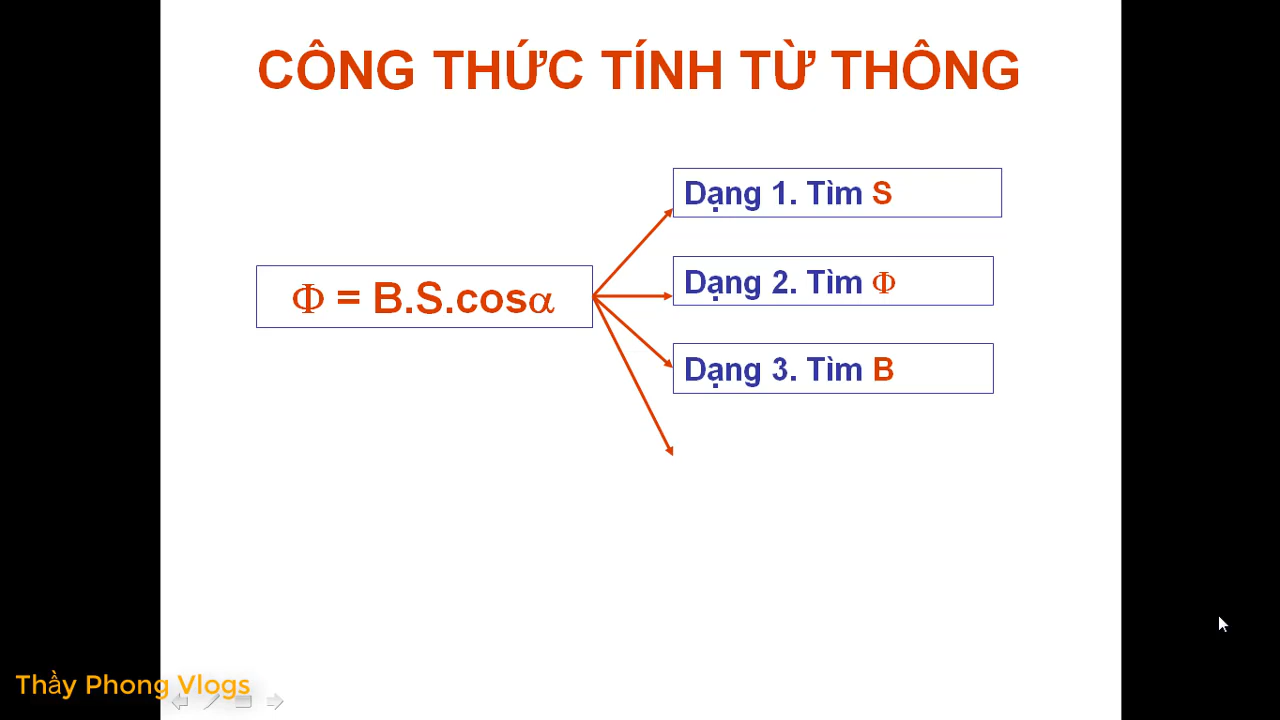 CÔNG THỨC TÍNH TỪ THÔNG
Dạng 1. Tìm S
Φ = B.S.cosα
Dạng 2. Tìm Φ
Dạng 3. Tìm B
Thầy Phong Vlogs